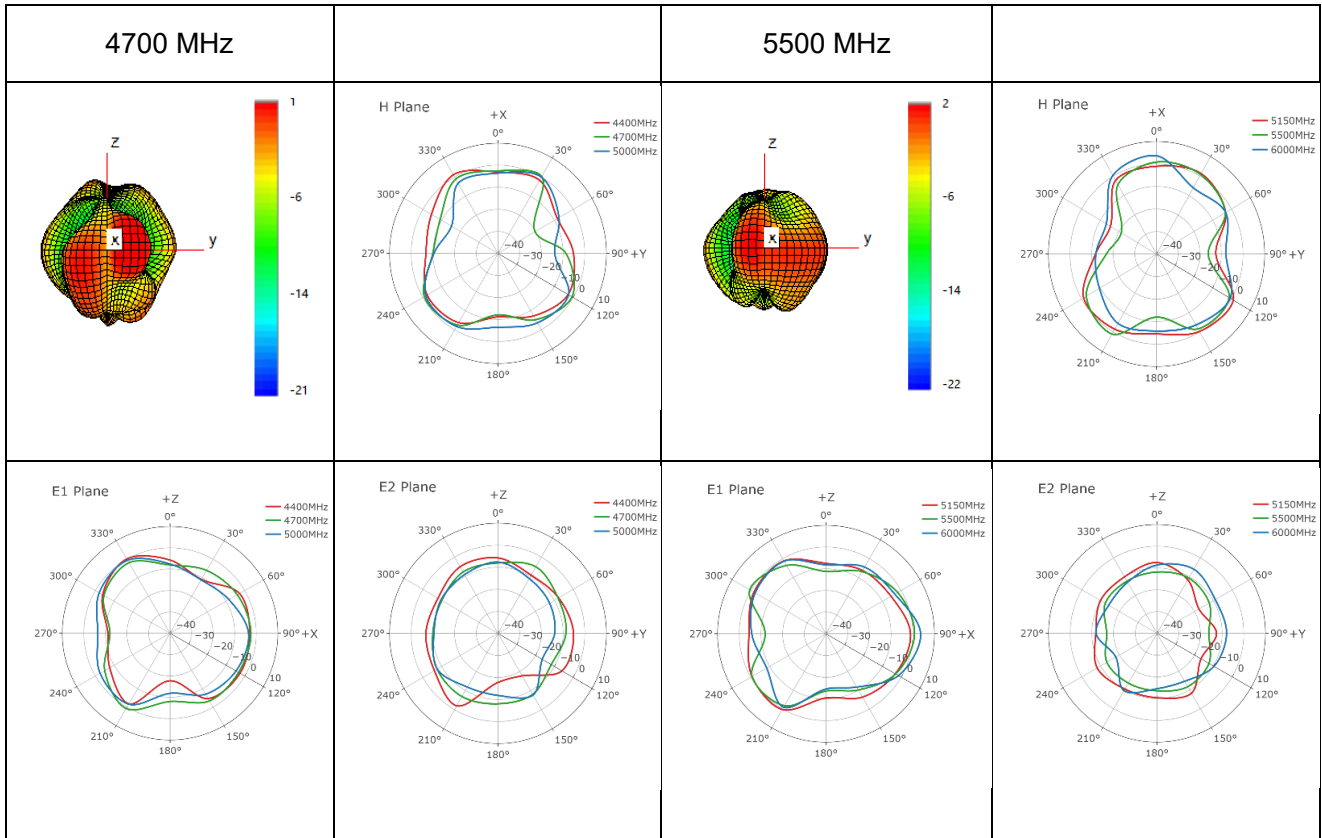 4700 MHz
5500 MHz
1
-6
-14
-21
z
x
y
H Plane
+X
0°
30°
60°
90° +Y
120°
150°
180°
210°
240°
270°
300°
330°
−40
−30
−20
−10
0
10
4400MHz
4700MHz
5000MHz
2
-6
-14
-22
z
x
y
H Plane
+X
0°
30°
60°
90° +Y
120°
150°
180°
210°
240°
270°
300°
330°
−40
−30
−20
−10
0
10
5150MHz
5500MHz
6000MHz
E1 Plane
+Z
0°
30°
60°
90° +X
120°
150°
180°
210°
240°
270°
300°
330°
−40
−30
−20
−10
0
10
4400MHz
4700MHz
5000MHz
E2 Plane
+Z
0°
30°
60°
90° +Y
120°
150°
180°
210°
240°
270°
300°
330°
−40
−30
−20
−10
0
10
4400MHz
4700MHz
5000MHz
E1 Plane
+Z
0°
30°
60°
90° +X
120°
150°
180°
210°
240°
270°
300°
330°
−40
−30
−20
−10
0
10
5150MHz
5500MHz
6000MHz
E2 Plane
+Z
0°
30°
60°
90° +Y
120°
150°
180°
210°
240°
270°
300°
330°
−40
−30
−20
−10
0
10
5150MHz
5500MHz
6000MHz